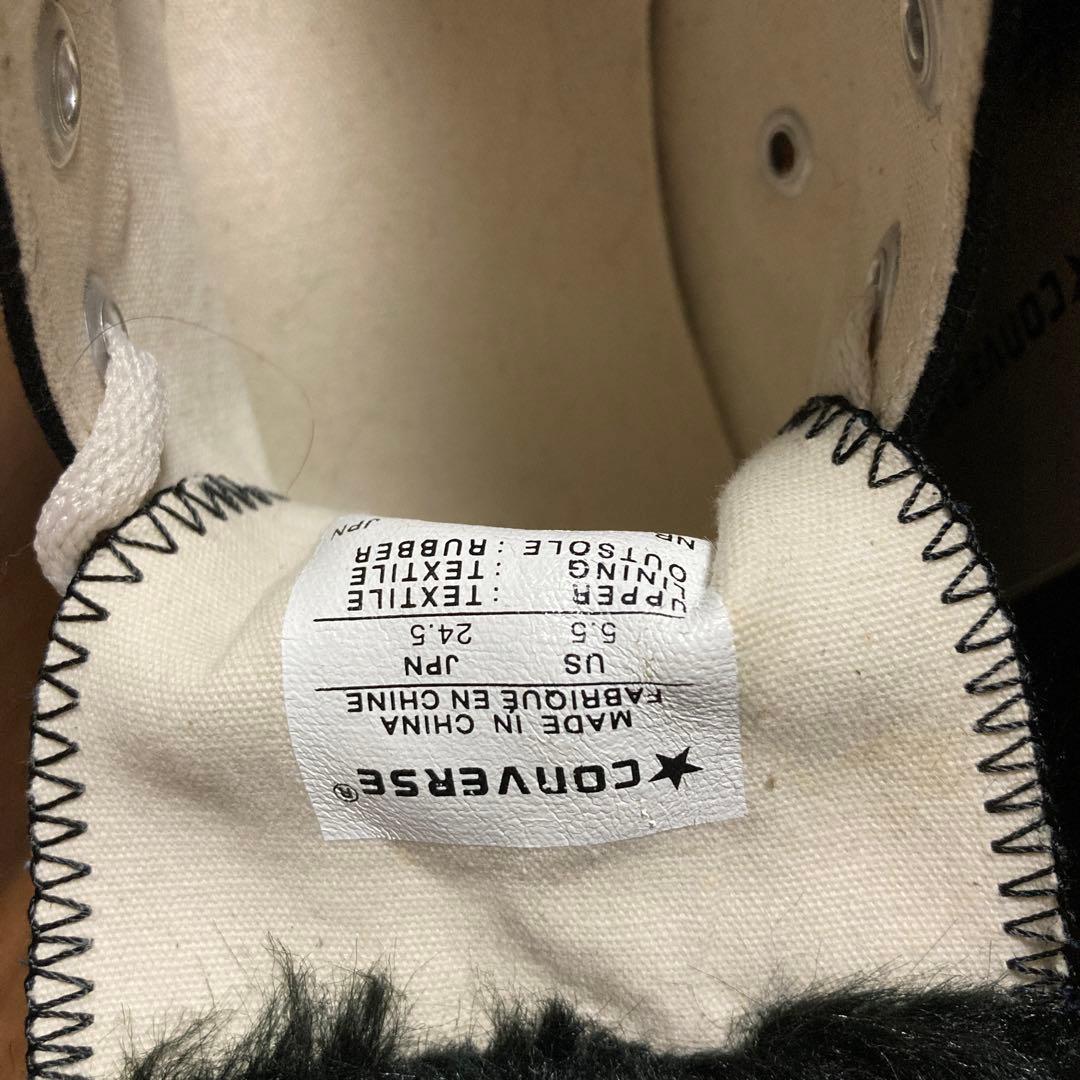 ★CONVERSE®
MADE IN CHINA
FABRIQUÉ EN CHINE
US JPN
5.5 24.5
UPPER : TEXTILE
LINING : TEXTILE
OUTSOLE : RUBBER
JPN
CONVE